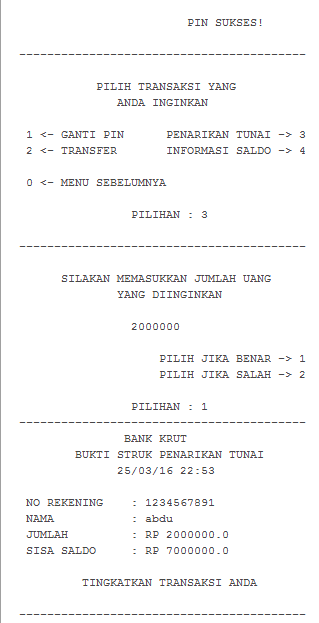 PIN SUKSES!
-----------------------------------------
PILIH TRANSAKSI YANG
ANDA INGINKAN
1 <- GANTI PIN      PENARIKAN TUNAI -> 3
2 <- TRANSFER       INFORMASI SALDO -> 4
0 <- MENU SEBELUMNYA
PILIHAN : 3
-----------------------------------------
SILAKAN MEMASUKKAN JUMLAH UANG
YANG DIINGINKAN
2000000
PILIH JIKA BENAR -> 1
PILIH JIKA SALAH -> 2
PILIHAN : 1
-----------------------------------------
BANK KRUT
BUKTI STRUK PENARIKAN TUNAI
25/03/16 22:53
NO REKENING    : 1234567891
NAMA           : abdu
JUMLAH         : RP 2000000.0
SISA SALDO     : RP 7000000.0
TINGKATKAN TRANSAKSI ANDA
-----------------------------------------